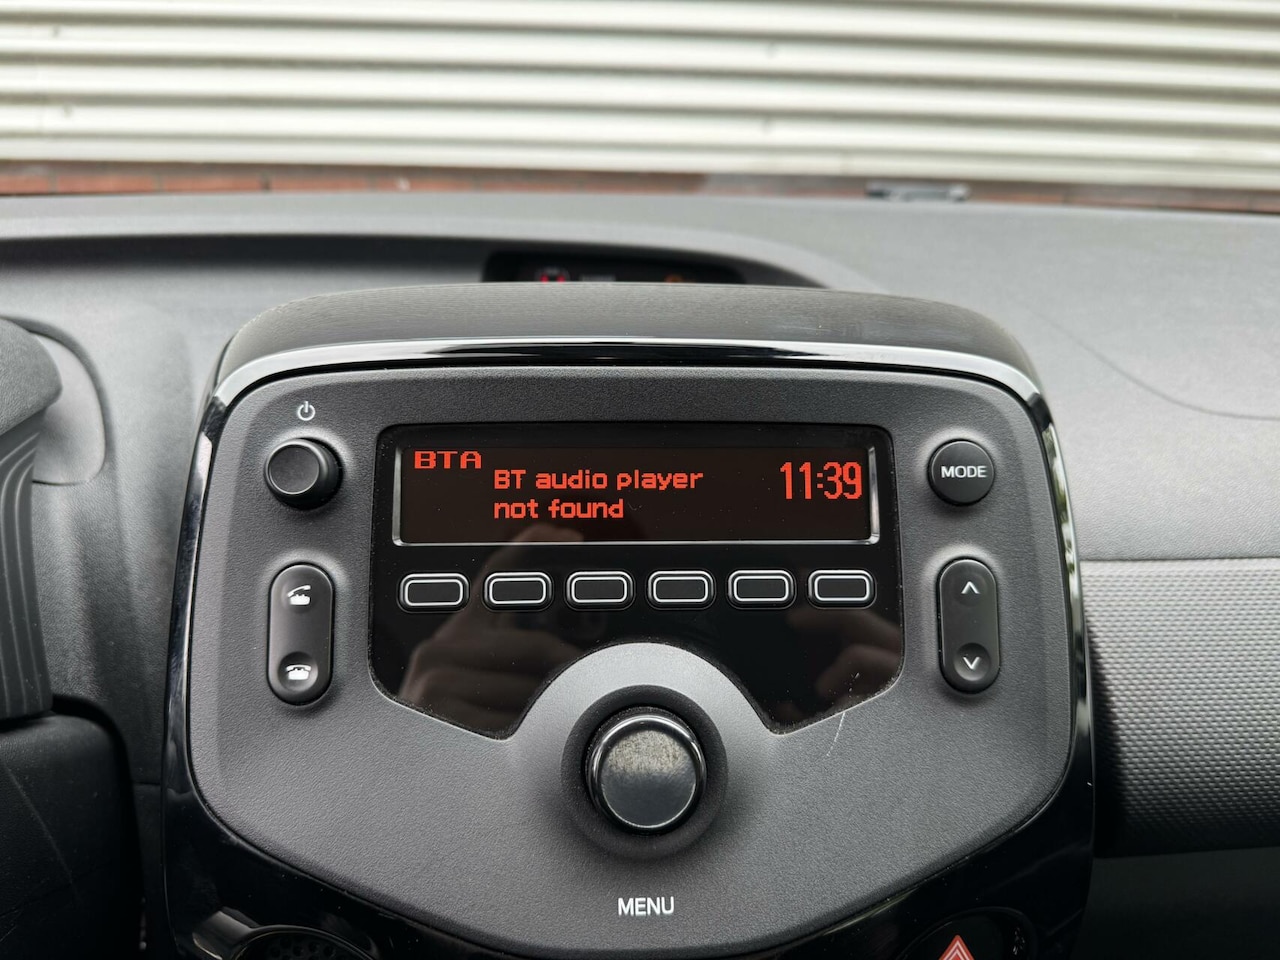 BTA
BT audio player
not found
11:39
MODE
MENU